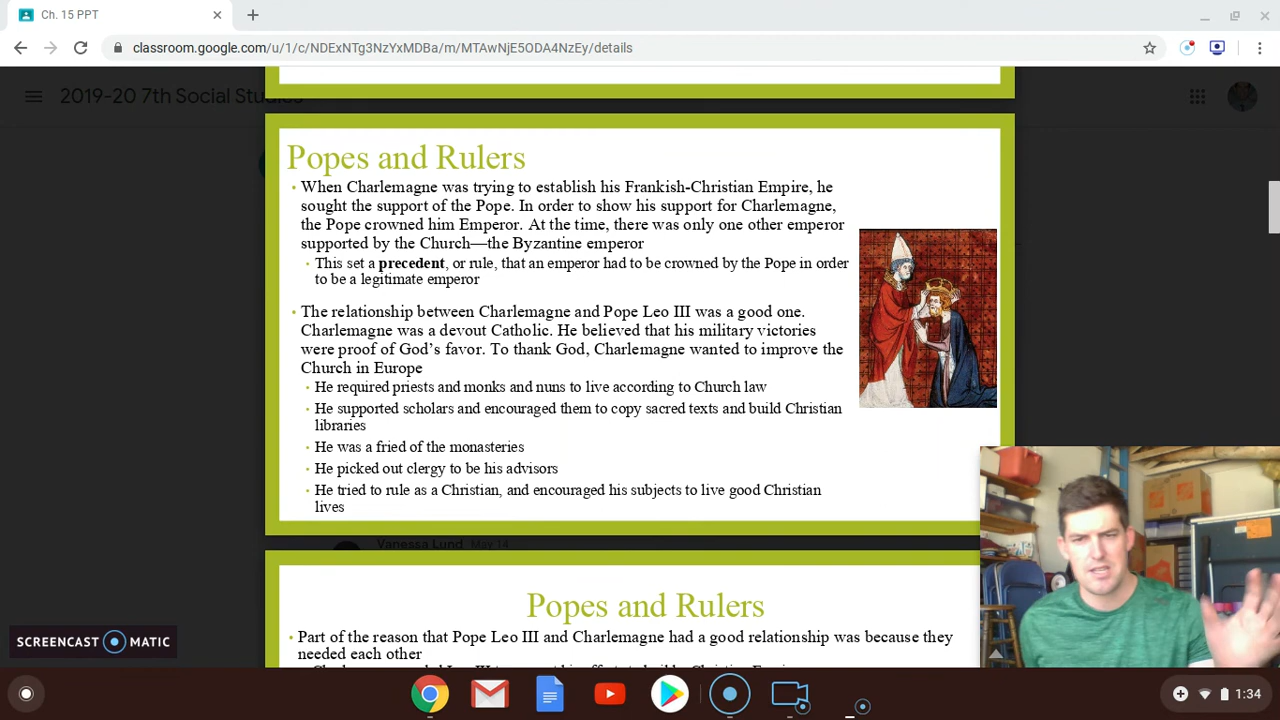 Ch. 15 PPT
classroom.google.com/u/1/c/NDExNTg3NzYxMDBa/m/MTAwNjE5ODA4NzEy/details
2019-20 7th Social Studies
Popes and Rulers
When Charlemagne was trying to establish his Frankish-Christian Empire, he
sought the support of the Pope. In order to show his support for Charlemagne,
the Pope crowned him Emperor. At the time, there was only one other emperor
supported by the Church—the Byzantine emperor
This set a precedent, or rule, that an emperor had to be crowned by the Pope in order
to be a legitimate emperor
The relationship between Charlemagne and Pope Leo III was a good one.
Charlemagne was a devout Catholic. He believed that his military victories
were proof of God's favor. To thank God, Charlemagne wanted to improve the
Church in Europe
He required priests and monks and nuns to live according to Church law
He supported scholars and encouraged them to copy sacred texts and build Christian
libraries
He was a fried of the monasteries
He picked out clergy to be his advisors
He tried to rule as a Christian, and encouraged his subjects to live good Christian
lives
Vanessa Lund May 14
Popes and Rulers
Part of the reason that Pope Leo III and Charlemagne had a good relationship was because they
needed each other
SCREENCAST MATIC
1:34